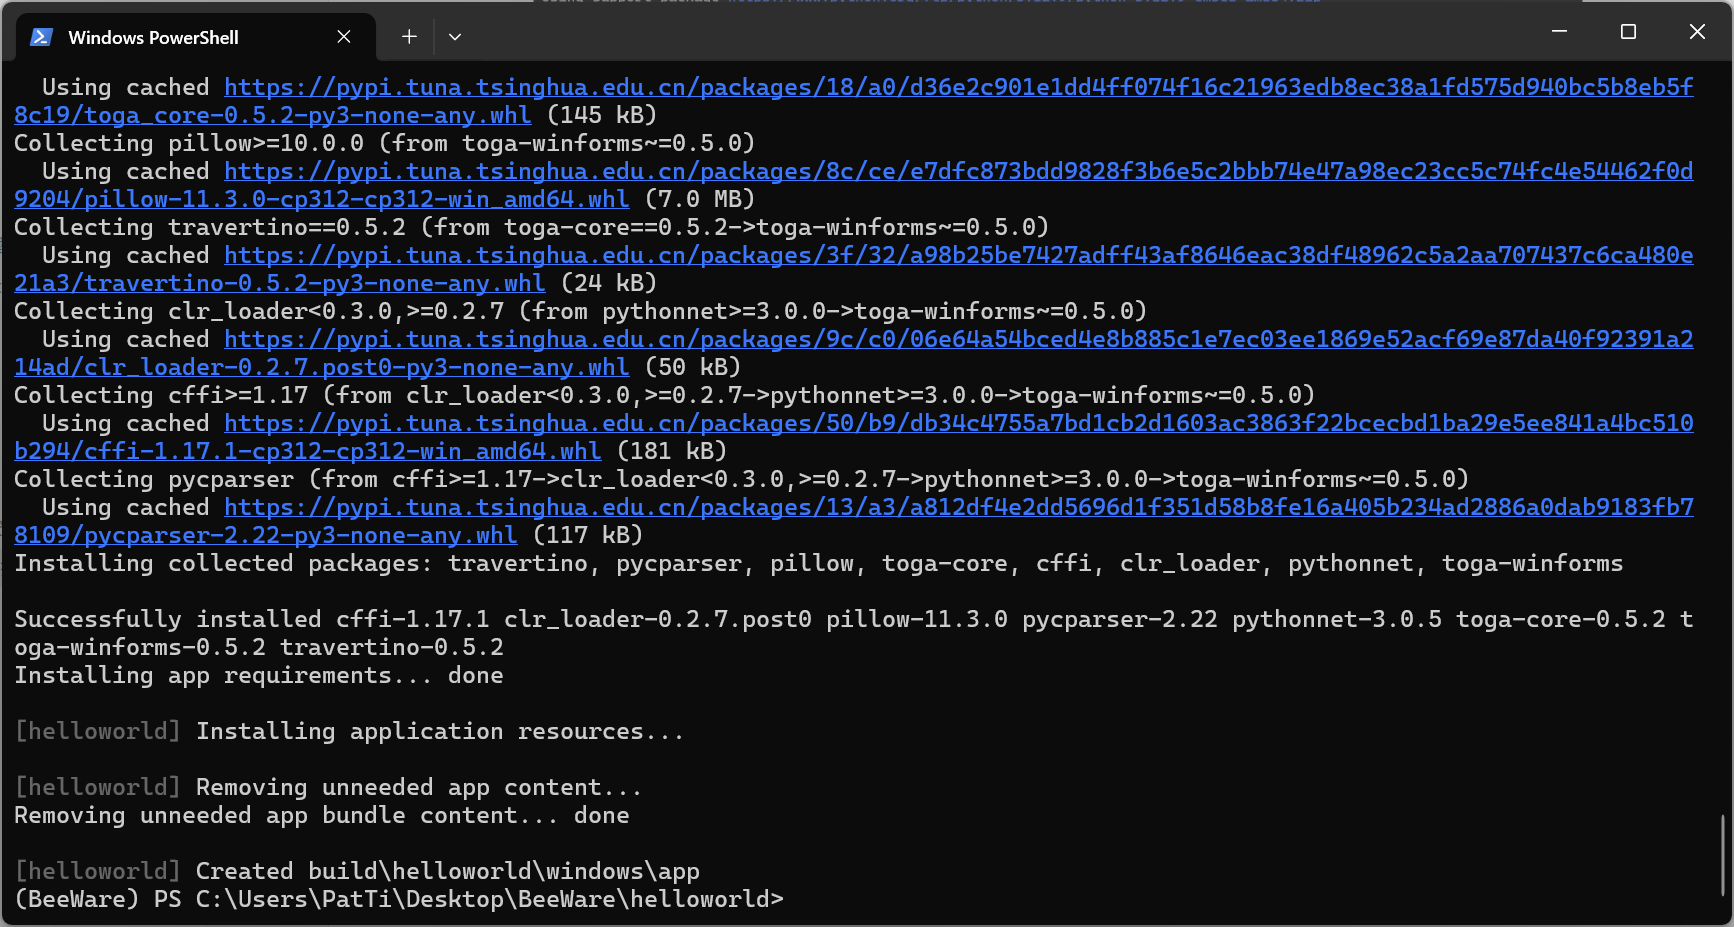 Windows PowerShell
Using cached https://pypi.tuna.tsinghua.edu.cn/packages/18/a0/d36e2c901e1dd4ff074f16c21963edb8ec38a1fd575d940bc5b8eb5f
8c19/toga_core-0.5.2-py3-none-any.whl (145 kB)
Collecting pillow>=10.0.0 (from toga-winforms~=0.5.0)
Using cached https://pypi.tuna.tsinghua.edu.cn/packages/8c/ce/e7dfc873bdd9828f3b6e5c2bbb74e47a98ec23cc5c74fc4e54462f0d
9204/pillow-11.3.0-cp312-cp312-win_amd64.whl (7.0 MB)
Collecting travertino==0.5.2 (from toga-core==0.5.2->toga-winforms~=0.5.0)
Using cached https://pypi.tuna.tsinghua.edu.cn/packages/3f/32/a98b25be7427adff43af8646eac38df48962c5a2aa707437c6ca480e
21a3/travertino-0.5.2-py3-none-any.whl (24 kB)
Collecting clr_loader<0.3.0,>=0.2.7 (from pythonnet>=3.0.0->toga-winforms~=0.5.0)
Using cached https://pypi.tuna.tsinghua.edu.cn/packages/9c/c0/06e64a54bced4e8b885c1e7ec03ee1869e52acf69e87da40f92391a2
14ad/clr_loader-0.2.7.post0-py3-none-any.whl (50 kB)
Collecting cffi>=1.17 (from clr_loader<0.3.0,>=0.2.7->pythonnet>=3.0.0->toga-winforms~=0.5.0)
Using cached https://pypi.tuna.tsinghua.edu.cn/packages/50/b9/db34c4755a7bd1cb2d1603ac3863f22bcecbd1ba29e5ee841a4bc510
b294/cffi-1.17.1-cp312-cp312-win_amd64.whl (181 kB)
Collecting pycparser (from cffi>=1.17->clr_loader<0.3.0,>=0.2.7->pythonnet>=3.0.0->toga-winforms~=0.5.0)
Using cached https://pypi.tuna.tsinghua.edu.cn/packages/13/a3/a812df4e2dd5696d1f351d58b8fe16a405b234ad2886a0dab9183fb7
8109/pycparser-2.22-py3-none-any.whl (117 kB)
Installing collected packages: travertino, pycparser, pillow, toga-core, cffi, clr_loader, pythonnet, toga-winforms
Successfully installed cffi-1.17.1 clr_loader-0.2.7.post0 pillow-11.3.0 pycparser-2.22 pythonnet-3.0.5 toga-core-0.5.2 t
oga-winforms-0.5.2 travertino-0.5.2
Installing app requirements... done
[helloworld] Installing application resources...
[helloworld] Removing unneeded app content...
Removing unneeded app bundle content... done
[helloworld] Created build\helloworld\windows\app
(BeeWare) PS C:\Users\PatTi\Desktop\BeeWare\helloworld>